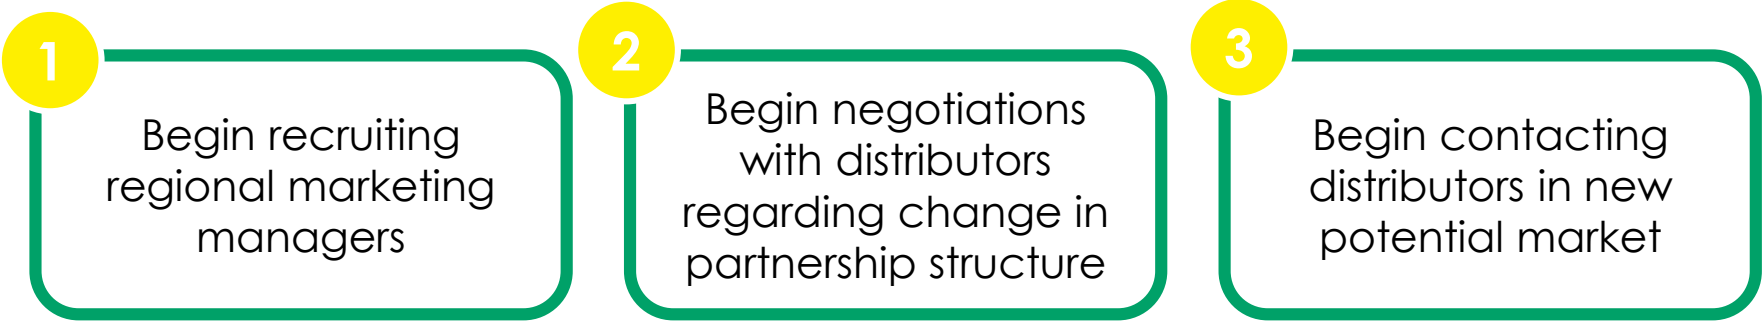 1
Begin recruiting
regional marketing
managers
2
Begin negotiations
with distributors
regarding change in
partnership structure
3
Begin contacting
distributors in new
potential market